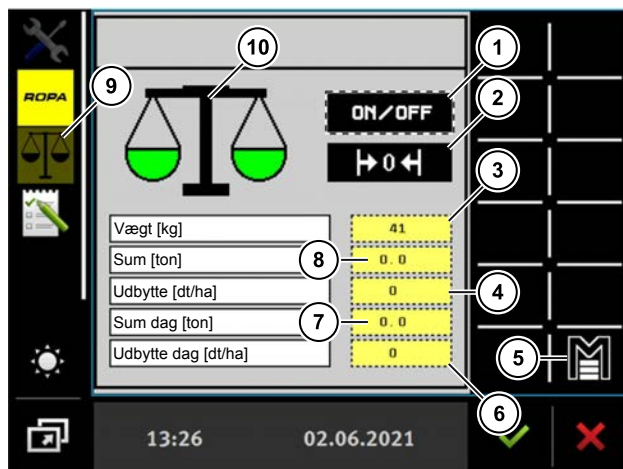 10
1
9
ROPA
ON/OFF
2
0
3
Vægt [kg] 41
Sum [ton] 8 0.0
Udbytte [dt/ha] 0 4
Sum dag [ton] 7 0.0
Udbytte dag [dt/ha] 0
5 M
6
13:26 02.06.2021